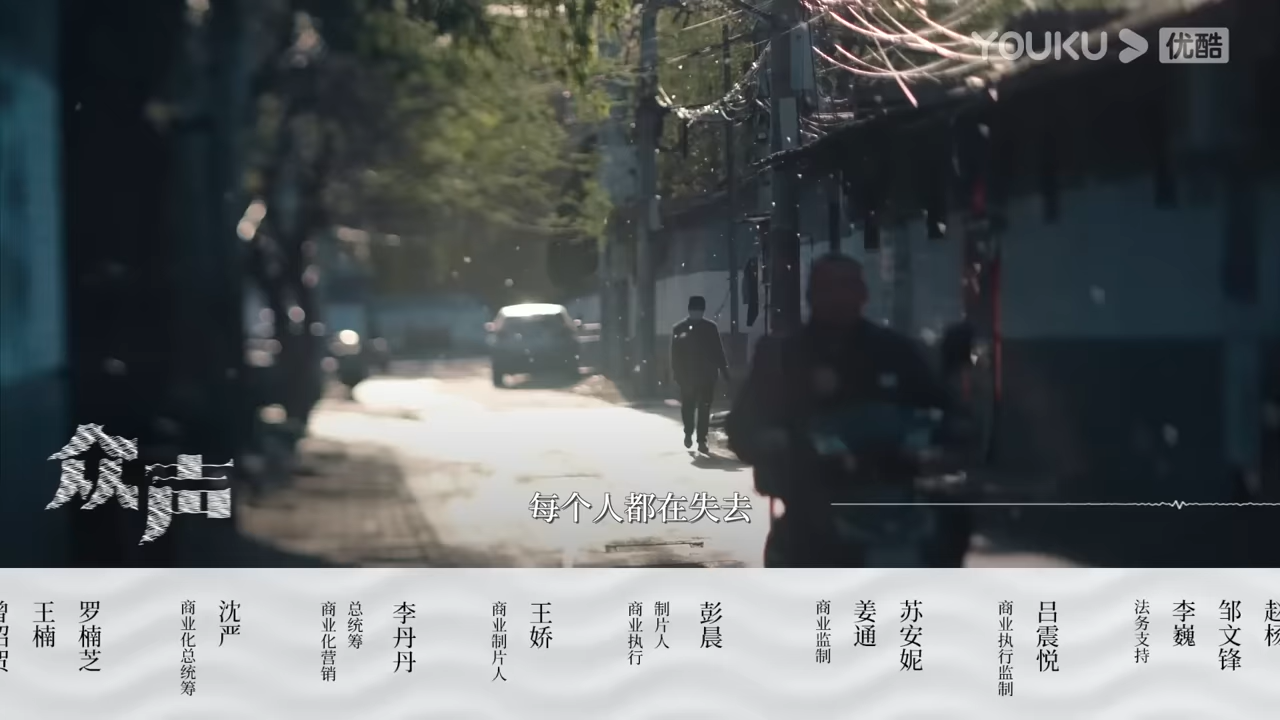 YOUKU 优酷
众声
每个人都在失去
王楠
罗楠芝
商业化总统筹
沈严
商业化营销
总统筹
李丹丹
商业制片人
王娇
商业执行
制片人
彭晨
商业监制
姜通
苏安妮
商业执行监制
吕震悦
法务支持
李巍
邹文锋
赵杨